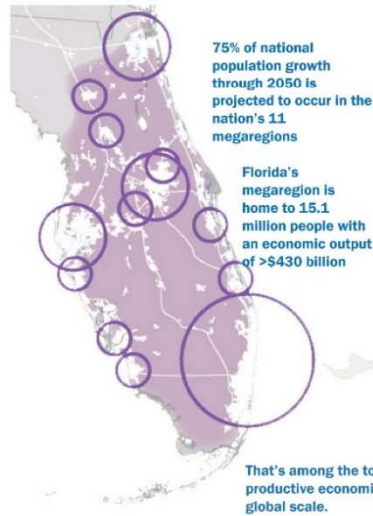 75% of national
population growth
through 2050 is
projected to occur in the
nation's 11
megaregions
Florida's
megaregion is
home to 15.1
million people with
an economic output
of >$430 billion
That's among the to
productive economi
global scale.